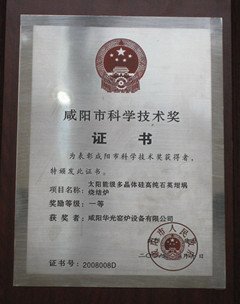 咸阳市科学技术奖
证书
为表彰咸阳市科学技术奖获得者，
特颁发此证书。
项目名称：太阳能级多晶体硅高纯石英坩埚
烧结炉
奖励等级：一等
获奖者：咸阳华光窑炉设备有限公司
证书号：2008008D